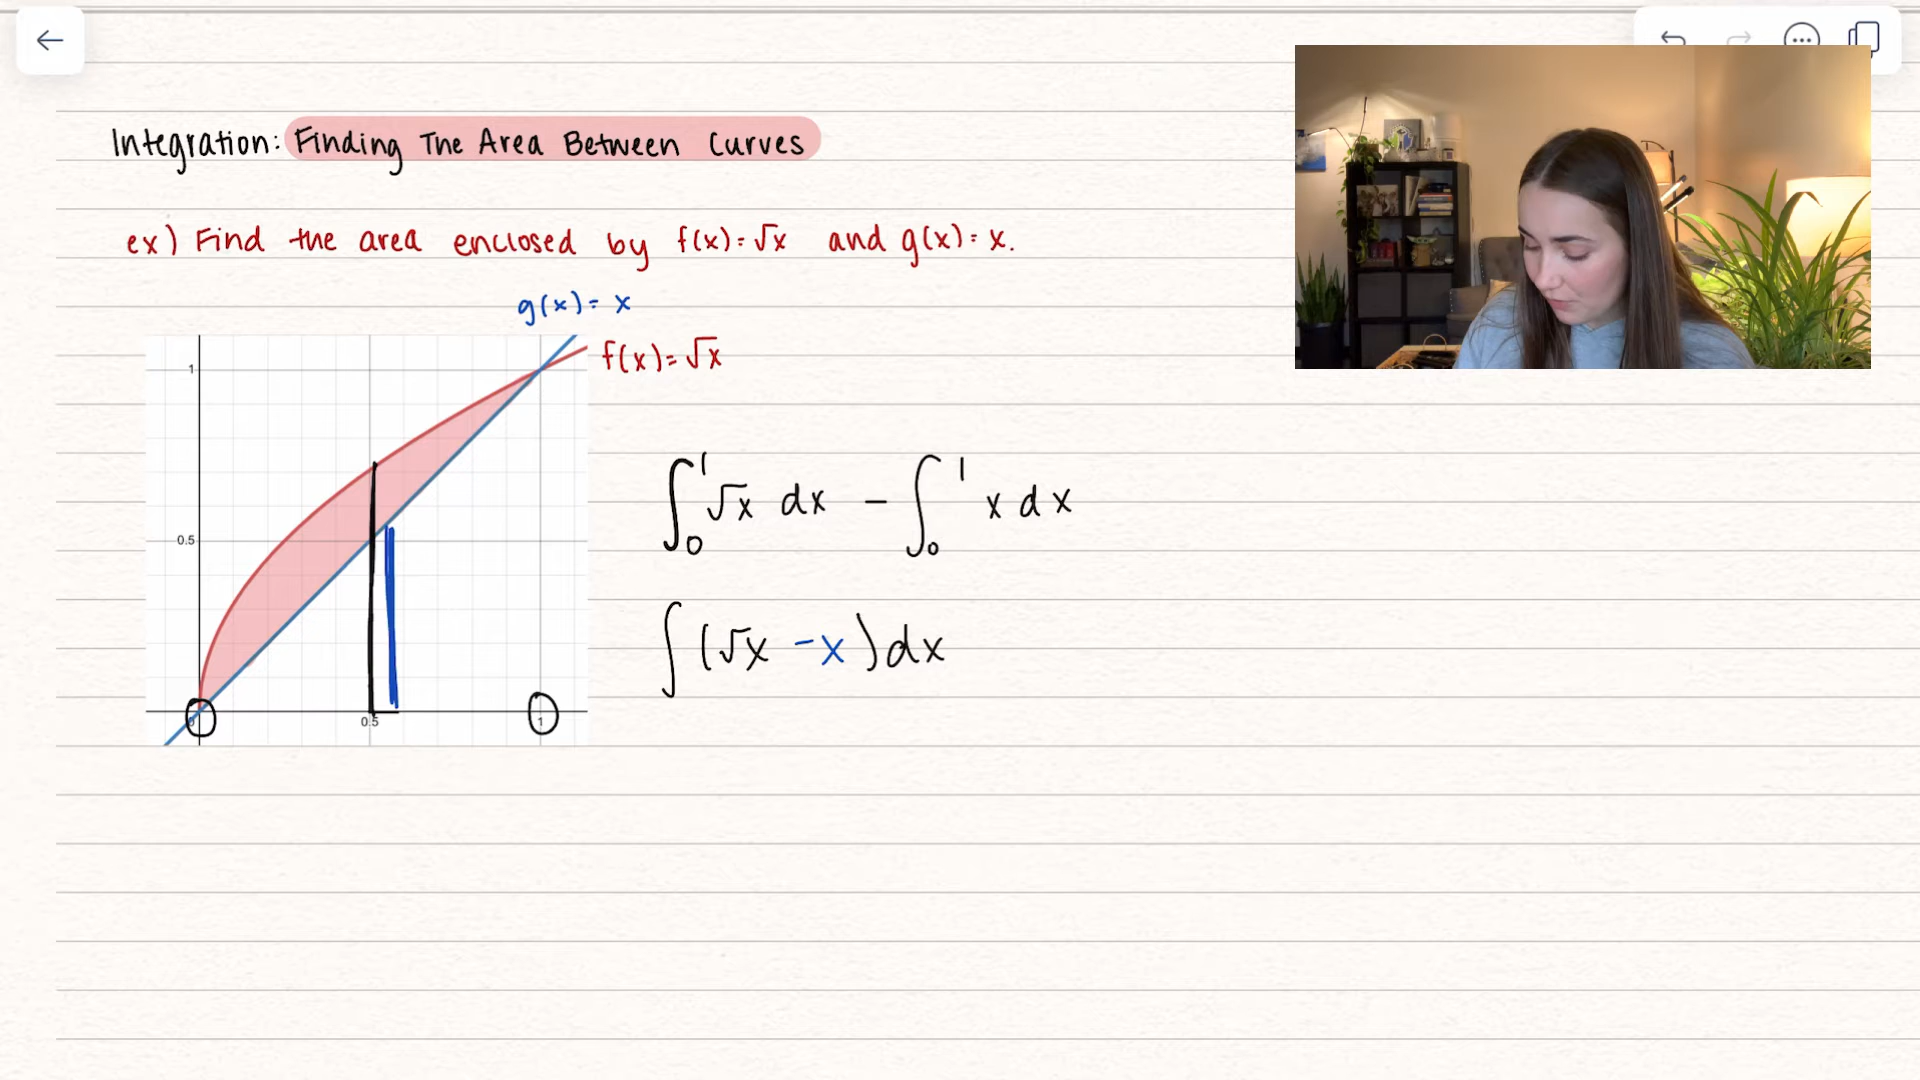 Integration: Finding The Area Between Curves
ex) Find the area enclosed by f(x)=√x and g(x)= x.
g(x)= x
f(x)=√x
1
0.5
0 0.5 1
∫₀¹ √x dx − ∫₀¹ x dx
∫(√x −x)dx